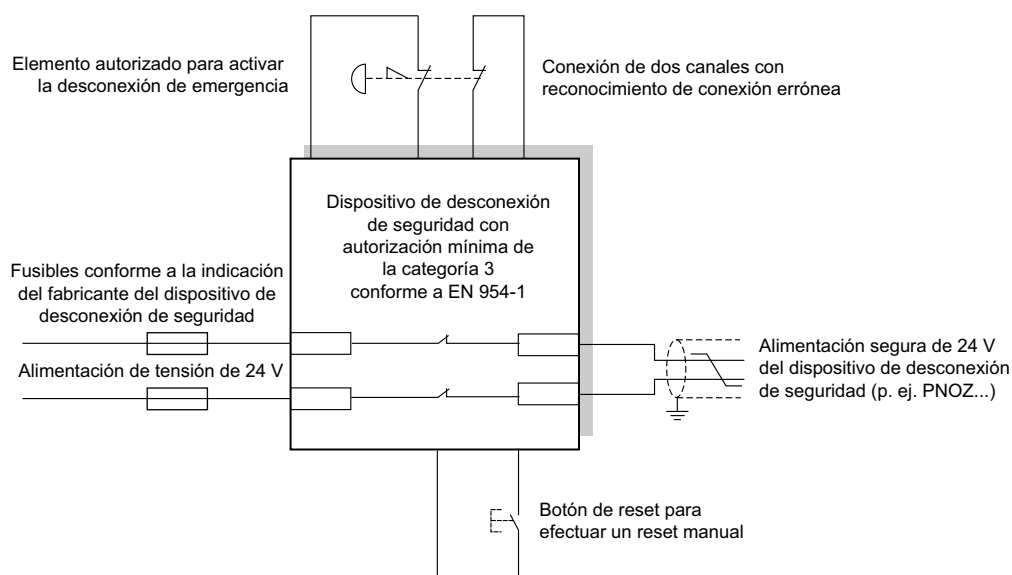 Elemento autorizado para activar
la desconexión de emergencia
Conexión de dos canales con
reconocimiento de conexión errónea
Dispositivo de desconexión
de seguridad con
autorización mínima de
la categoría 3
conforme a EN 954-1
Fusibles conforme a la indicación
del fabricante del dispositivo de
desconexión de seguridad
Alimentación de tensión de 24 V
Alimentación segura de 24 V
del dispositivo de desconexión
de seguridad (p. ej. PNOZ...)
Botón de reset para
efectuar un reset manual